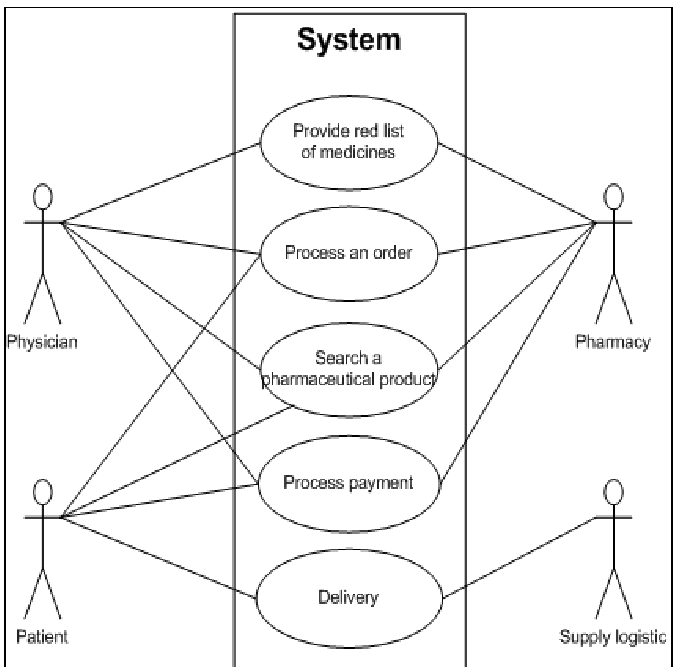 System
Provide red list
of medicines
Process an order
Physician
Pharmacy
Search a
pharmaceutical product
Process payment
Delivery
Patient
Supply logistic